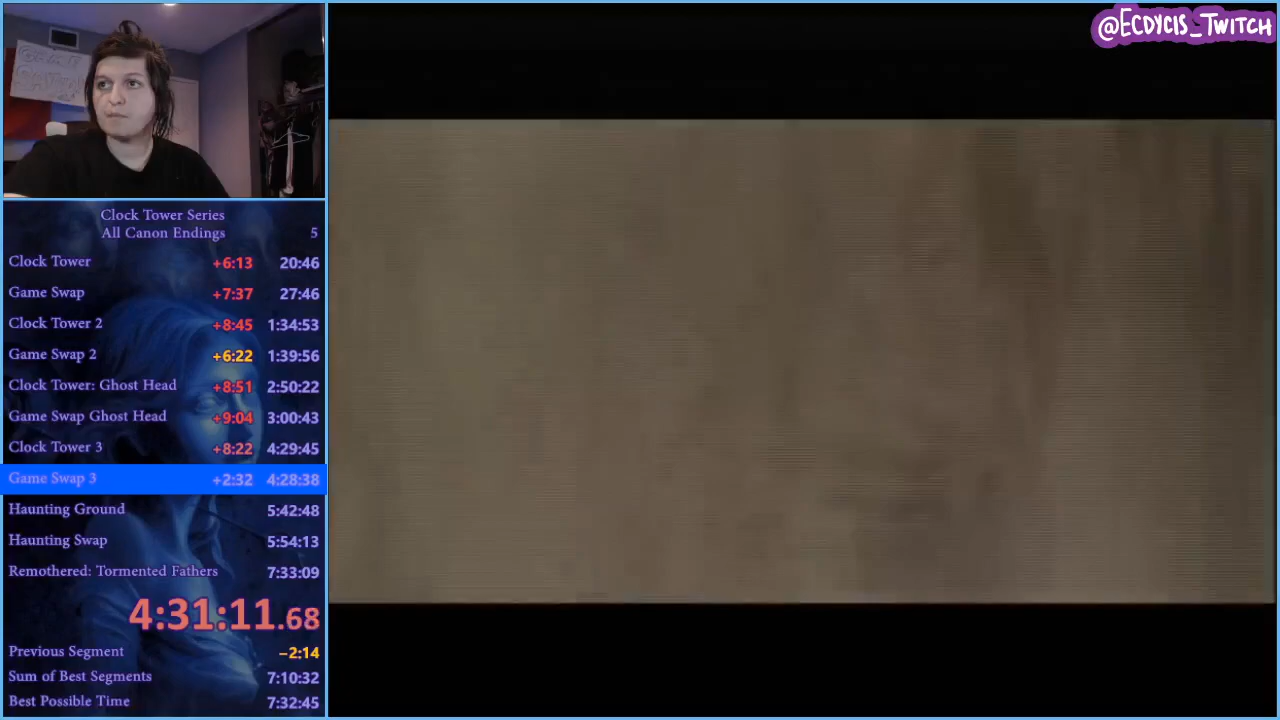 @ECDYCIS_TWITCH
Clock Tower Series
All Canon Endings 5
Clock Tower +6:13 20:46
Game Swap +7:37 27:46
Clock Tower 2 +8:45 1:34:53
Game Swap 2 +6:22 1:39:56
Clock Tower: Ghost Head +8:51 2:50:22
Game Swap Ghost Head +9:04 3:00:43
Clock Tower 3 +8:22 4:29:45
Game Swap 3 +2:32 4:28:38
Haunting Ground 5:42:48
Haunting Swap 5:54:13
Remothered: Tormented Fathers 7:33:09
4:31:11.68
Previous Segment −2:14
Sum of Best Segments 7:10:32
Best Possible Time 7:32:45